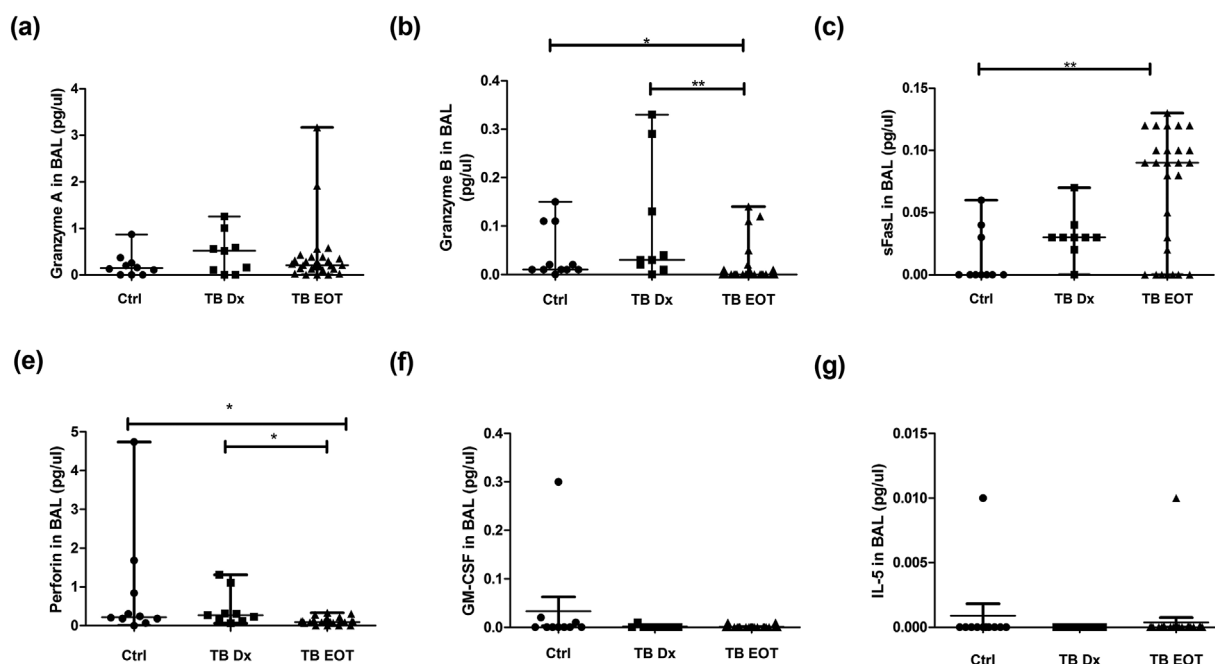 (a)
Granzyme A in BAL (pg/ul)
4
3
2
1
0
Ctrl TB Dx TB EOT
(b)
Granzyme B in BAL
(pg/ul)
0.4
0.3
0.2
0.1
0.0
*
**
Ctrl TB Dx TB EOT
(c)
sFasL in BAL (pg/ul)
0.15
0.10
0.05
0.00
**
Ctrl TB Dx TB EOT
(e)
Perforin in BAL (pg/ul)
5
4
3
2
1
0
*
*
Ctrl TB Dx TB EOT
(f)
GM-CSF in BAL (pg/ul)
0.4
0.3
0.2
0.1
0.0
Ctrl TB Dx TB EOT
(g)
IL-5 in BAL (pg/ul)
0.015
0.010
0.005
0.000
Ctrl TB Dx TB EOT